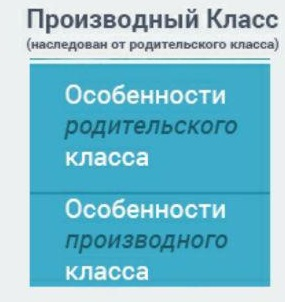 Производный Класс
(наследован от родительского класса)
Особенности
родительского
класса
Особенности
производного
класса